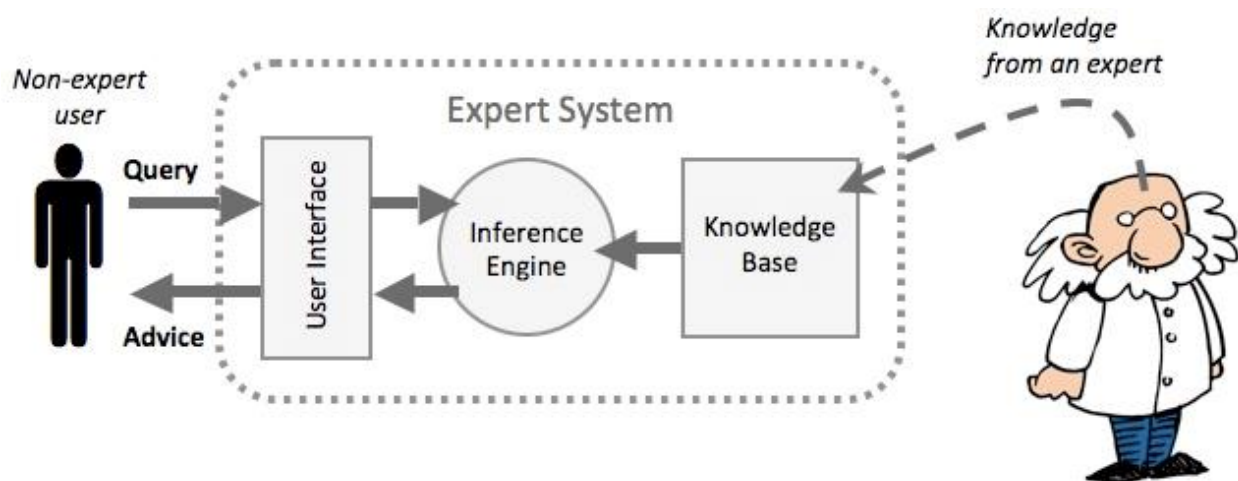 Non-expert
user
Query
Advice
Expert System
User Interface
Inference
Engine
Knowledge
Base
Knowledge
from an expert